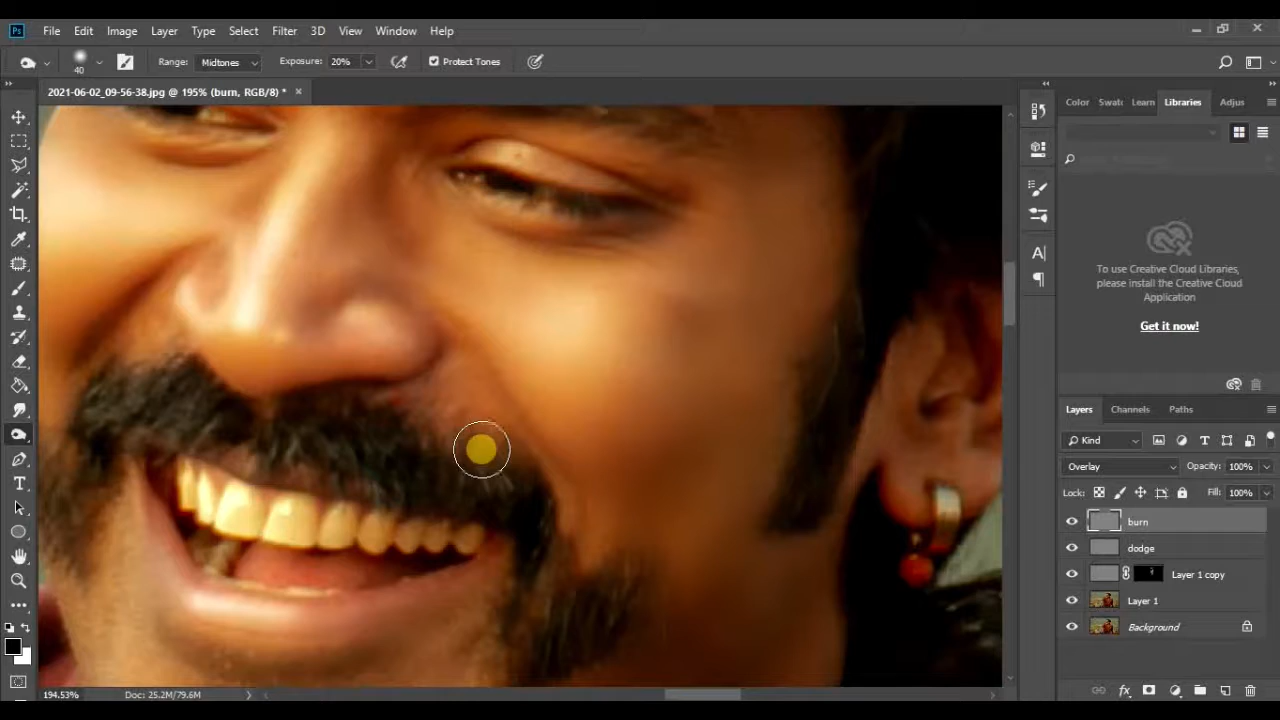 Ps File Edit Image Layer Type Select Filter 3D View Window Help
40 Range: Midtones Exposure: 20% Protect Tones
2021-06-02_09-56-38.jpg @ 195% (burn, RGB/8) *
Color Swat Learn Libraries Adjus
To use Creative Cloud Libraries,
please install the Creative Cloud
Application
Get it now!
Layers Channels Paths
Kind
Overlay Opacity: 100%
Lock: Fill: 100%
burn
dodge
Layer 1 copy
Layer 1
Background
194.53% Doc: 25.2M/79.6M